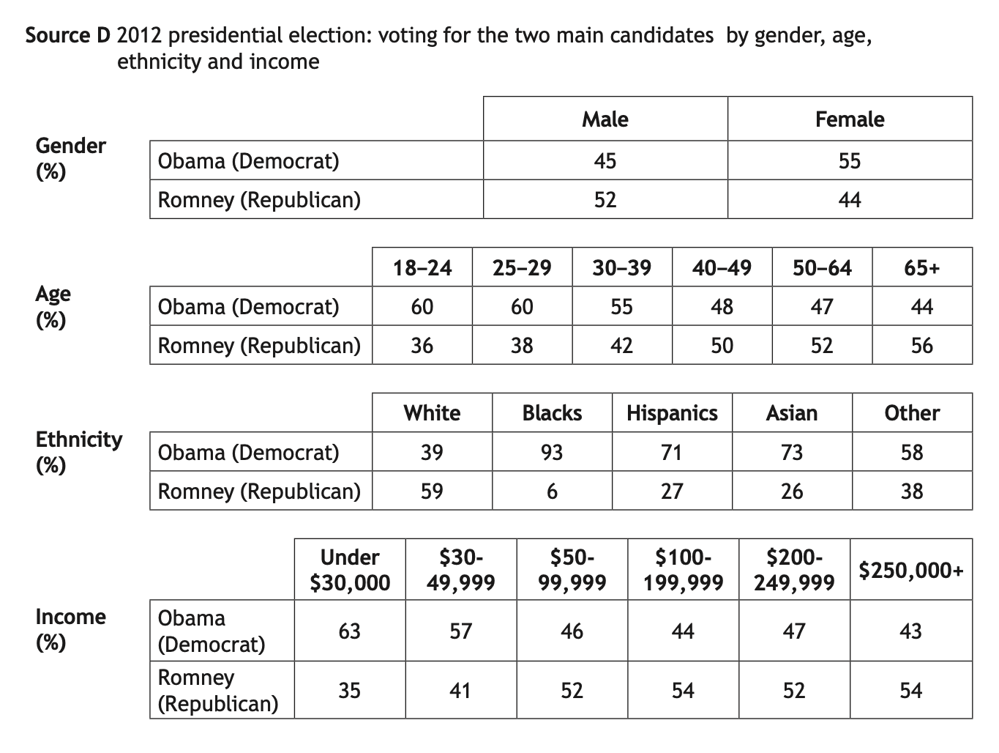 Source D 2012 presidential election: voting for the two main candidates by gender, age,
ethnicity and income
Gender
(%)
Male Female
Obama (Democrat) 45 55
Romney (Republican) 52 44
Age
(%)
18–24 25–29 30–39 40–49 50–64 65+
Obama (Democrat) 60 60 55 48 47 44
Romney (Republican) 36 38 42 50 52 56
Ethnicity
(%)
White Blacks Hispanics Asian Other
Obama (Democrat) 39 93 71 73 58
Romney (Republican) 59 6 27 26 38
Income
(%)
Under $30- $50- $100- $200- $250,000+
$30,000 49,999 99,999 199,999 249,999
Obama
(Democrat) 63 57 46 44 47 43
Romney
(Republican) 35 41 52 54 52 54